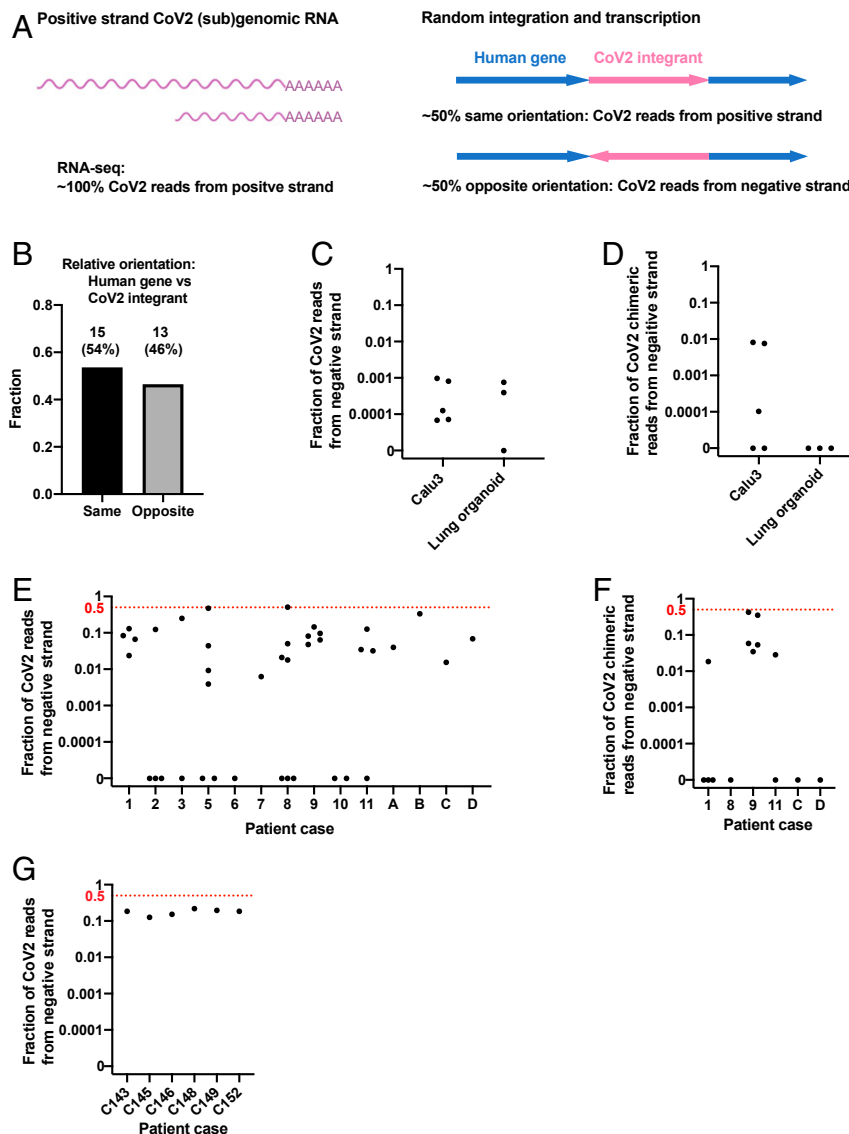 A
Positive strand CoV2 (sub)genomic RNA
AAAAAA
AAAAAA
RNA-seq:
~100% CoV2 reads from positve strand
Random integration and transcription
Human gene
CoV2 integrant
~50% same orientation: CoV2 reads from positive strand
~50% opposite orientation: CoV2 reads from negative strand
B
Relative orientation:
Human gene vs
CoV2 integrant
Fraction
0.8
0.6
0.4
0.2
0.0
15
(54%)
13
(46%)
Same
Opposite
C
Fraction of CoV2 reads
from negative strand
1
0.1
0.01
0.001
0.0001
0
Calu3
Lung organoid
D
Fraction of CoV2 chimeric
reads from negaitive strand
1
0.1
0.01
0.001
0.0001
0
Calu3
Lung organoid
E
Fraction of CoV2 reads
from negative strand
1
0.5
0.1
0.01
0.001
0.0001
0
1 2 3 5 6 7 8 9 10 11 A B C D
Patient case
F
Fraction of CoV2 chimeric
reads from negative strand
1
0.5
0.1
0.01
0.001
0.0001
0
1 8 9 11 C D
Patient case
G
Fraction of CoV2 reads
from negative strand
1
0.5
0.1
0.01
0.001
0.0001
0
C143 C145 C146 C148 C149 C152
Patient case